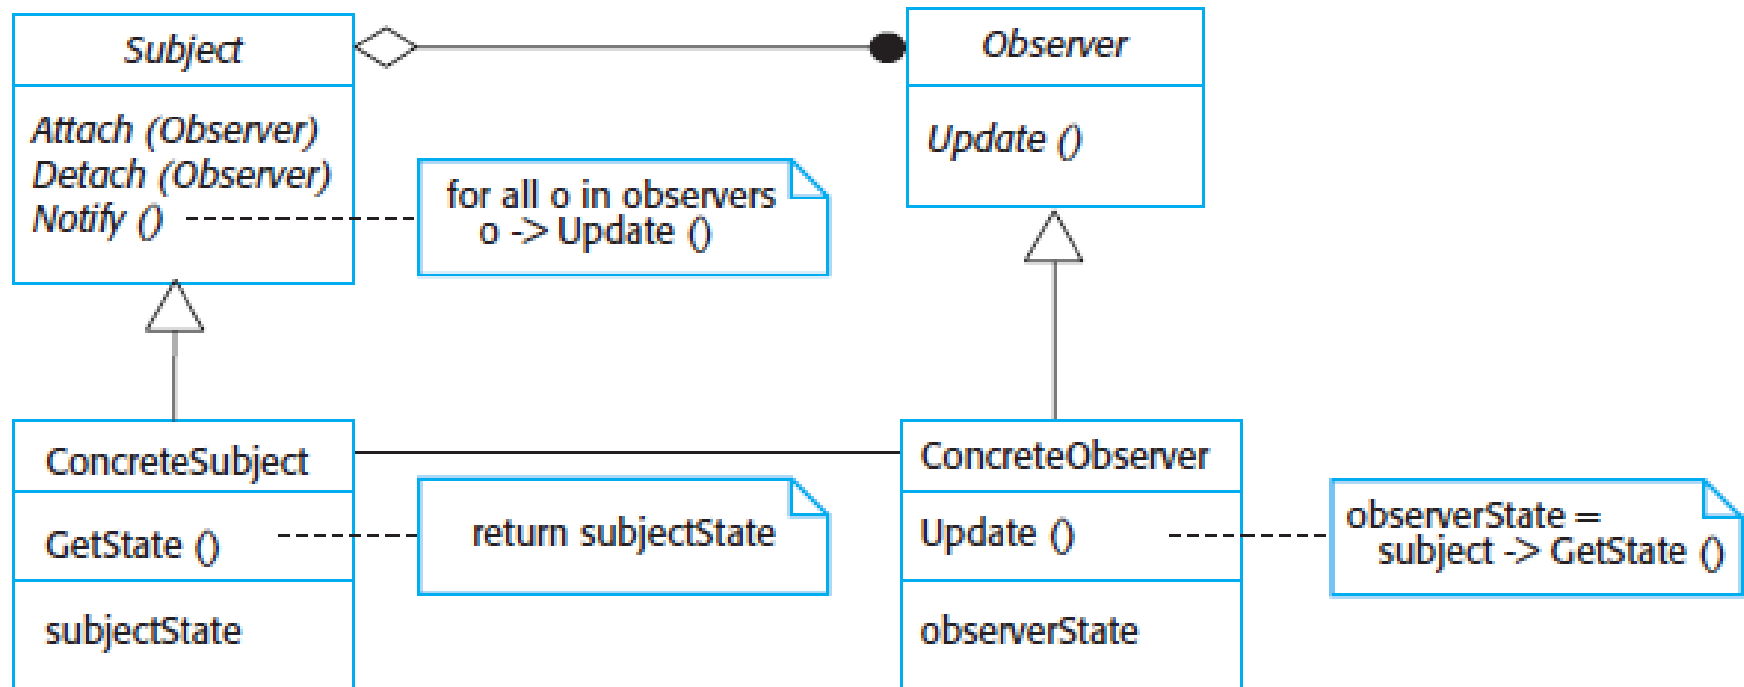 Subject
Attach (Observer)
Detach (Observer)
Notify ()
for all o in observers
o -> Update ()
Observer
Update ()
ConcreteSubject
GetState ()
subjectState
return subjectState
ConcreteObserver
Update ()
observerState
observerState =
subject -> GetState ()